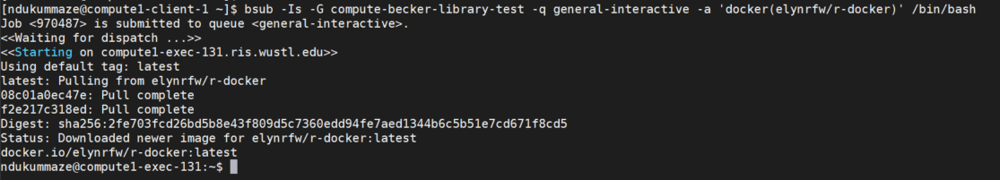 [ndukummaze@compute1-client-1 ~]$ bsub -Is -G compute-becker-library-test -q general-interactive -a 'docker(elynrfw/r-docker)' /bin/bash
Job <970487> is submitted to queue <general-interactive>.
<<Waiting for dispatch ...>>
<<Starting on compute1-exec-131.ris.wustl.edu>>
Using default tag: latest
latest: Pulling from elynrfw/r-docker
08c01a0ec47e: Pull complete
f2e217c318ed: Pull complete
Digest: sha256:2fe703fcd26bd5b8e43f809d5c7360edd94fe7aed1344b6c5b51e7cd671f8cd5
Status: Downloaded newer image for elynrfw/r-docker:latest
docker.io/elynrfw/r-docker:latest
ndukummaze@compute1-exec-131:~$